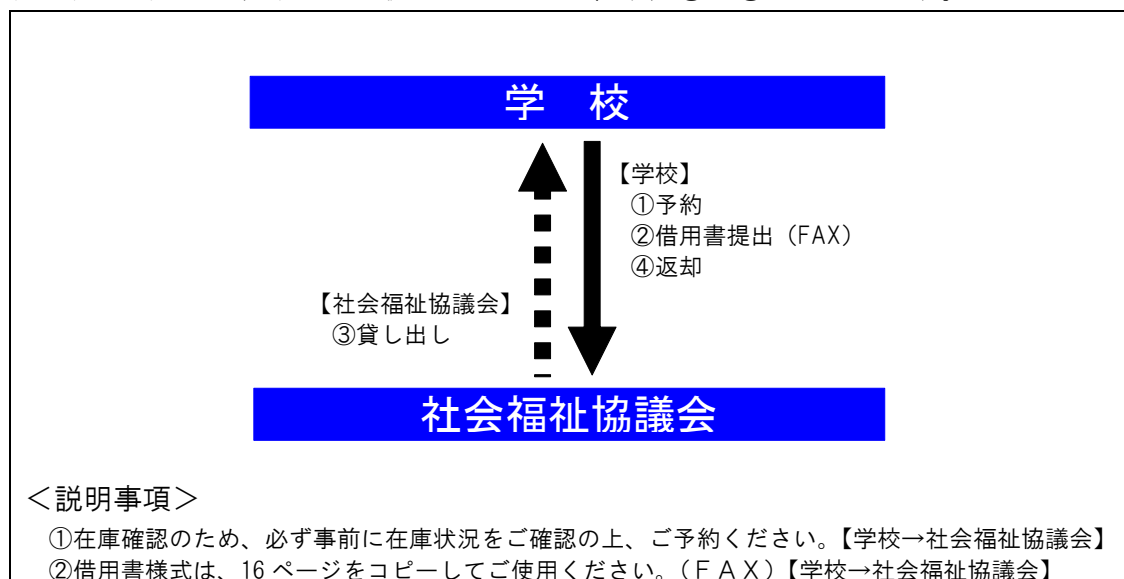 学 校
【学校】
①予約
②借用書提出（FAX）
④返却
【社会福祉協議会】
③貸し出し
社会福祉協議会
＜説明事項＞
①在庫確認のため、必ず事前に在庫状況をご確認の上、ご予約ください。【学校→社会福祉協議会】
②借用書様式は、16 ページをコピーしてご使用ください。（ＦＡＸ）【学校→社会福祉協議会】